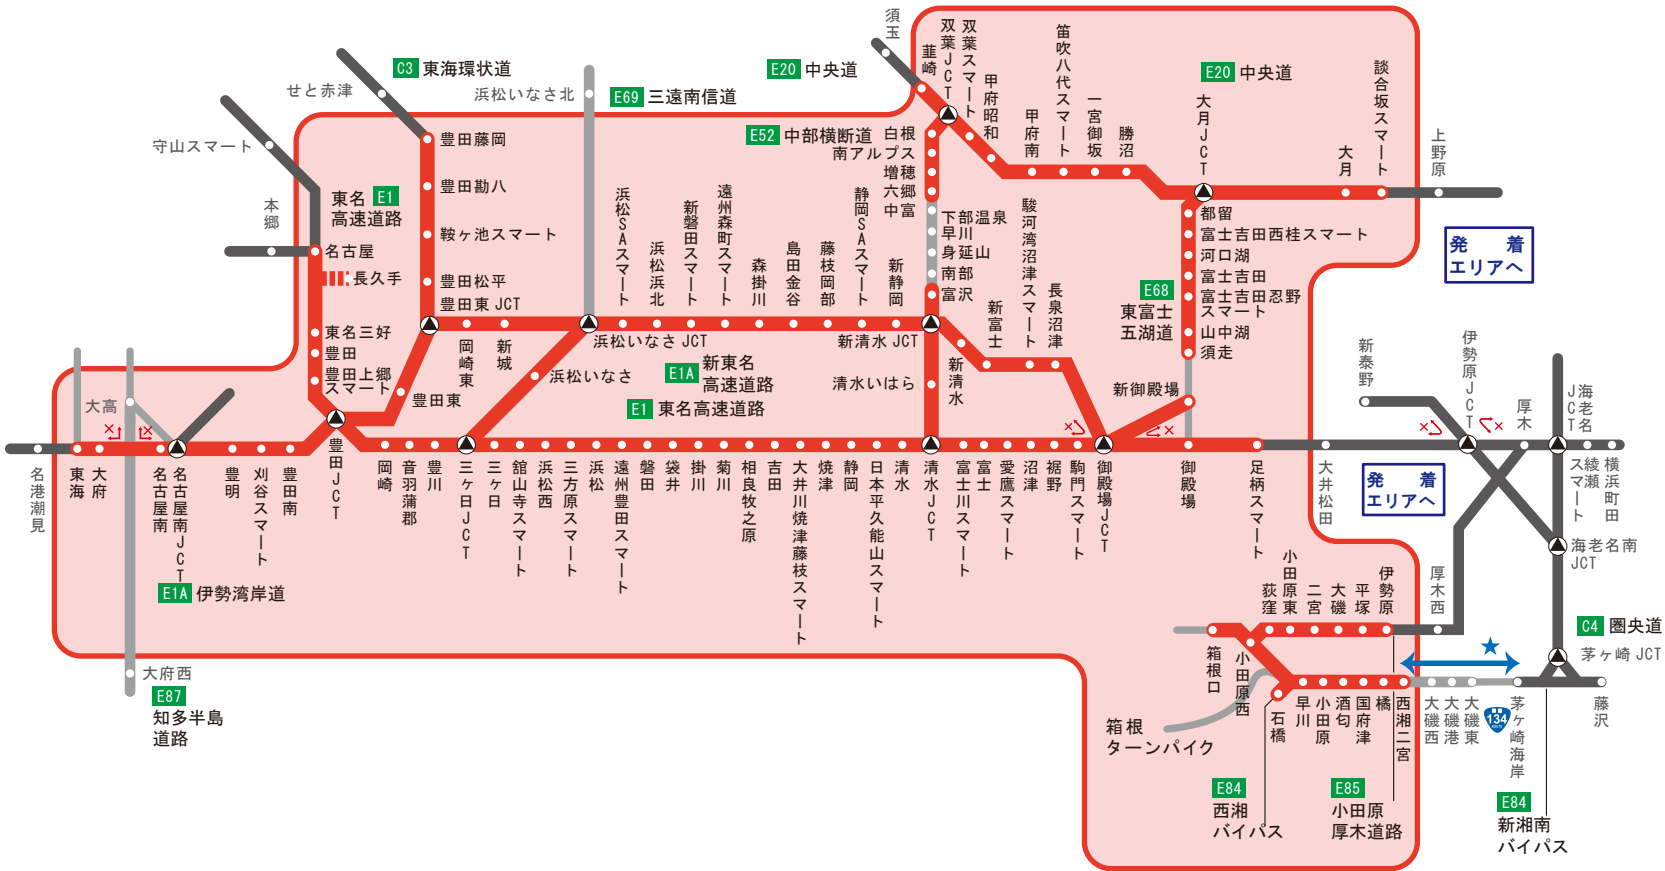 須玉
韮崎
双葉JCT
双葉スマート
甲府昭和
甲府南
笛吹八代スマート
一宮御坂
勝沼
E20 中央道
E20 中央道
大月JCT
大月
談合坂スマート
上野原
C3 東海環状道
せと赤津
浜松いなさ北
E69 三遠南信道
守山スマート
本郷
東名 E1
高速道路
名古屋
長久手
東名三好
豊田
豊田上郷
スマート
豊田藤岡
豊田勘八
鞍ヶ池スマート
豊田松平
豊田東 JCT
豊田東
E52 中部横断道
白根
南アルプス
増穂
六郷
中富
下部温泉
早川
身延山
南部
富沢
岡崎東
新城
浜松いなさ JCT
浜松いなさ
浜松SAスマート
浜松浜北
新磐田スマート
遠州森町スマート
森掛川
島田金谷
藤枝岡部
静岡SAスマート
新静岡
新清水 JCT
清水いはら
新清水
新富士
駿河湾沼津スマート
長泉沼津
E1A 新東名
高速道路
E1 東名高速道路
都留
富士吉田西桂スマート
河口湖
富士吉田
富士吉田忍野
スマート
山中湖
須走
E68
東富士
五湖道
新御殿場
発 着
エリアへ
発 着
エリアへ
新秦野
伊勢原JCT
厚木
海老名
JCT
大高
名港潮見
東海
大府
名古屋南
名古屋南JCT
豊明
刈谷スマート
豊田南
豊田JCT
岡崎
音羽蒲郡
豊川
三ヶ日JCT
三ヶ日
舘山寺スマート
浜松西
三方原スマート
浜松
遠州豊田スマート
磐田
袋井
掛川
菊川
相良牧之原
吉田
大井川焼津藤枝スマート
焼津
静岡
日本平久能山スマート
清水
清水JCT
富士川スマート
富士
愛鷹スマート
沼津
裾野
駒門スマート
御殿場JCT
御殿場
足柄スマート
大井松田
綾瀬
スマート
横浜町田
海老名南
JCT
E1A 伊勢湾岸道
大府西
E87
知多半島
道路
小田原東
荻窪
二宮
大磯
平塚
伊勢原
厚木西
C4 圏央道
茅ヶ崎 JCT
★
箱根口
小田原西
石橋
早川
小田原
酒匂
国府津
橘
西湘二宮
大磯西
大磯港
大磯東
134
茅ヶ崎海岸
藤沢
箱根
ターンパイク
E84
西湘
バイパス
E85
小田原
厚木道路
E84
新湘南
バイパス